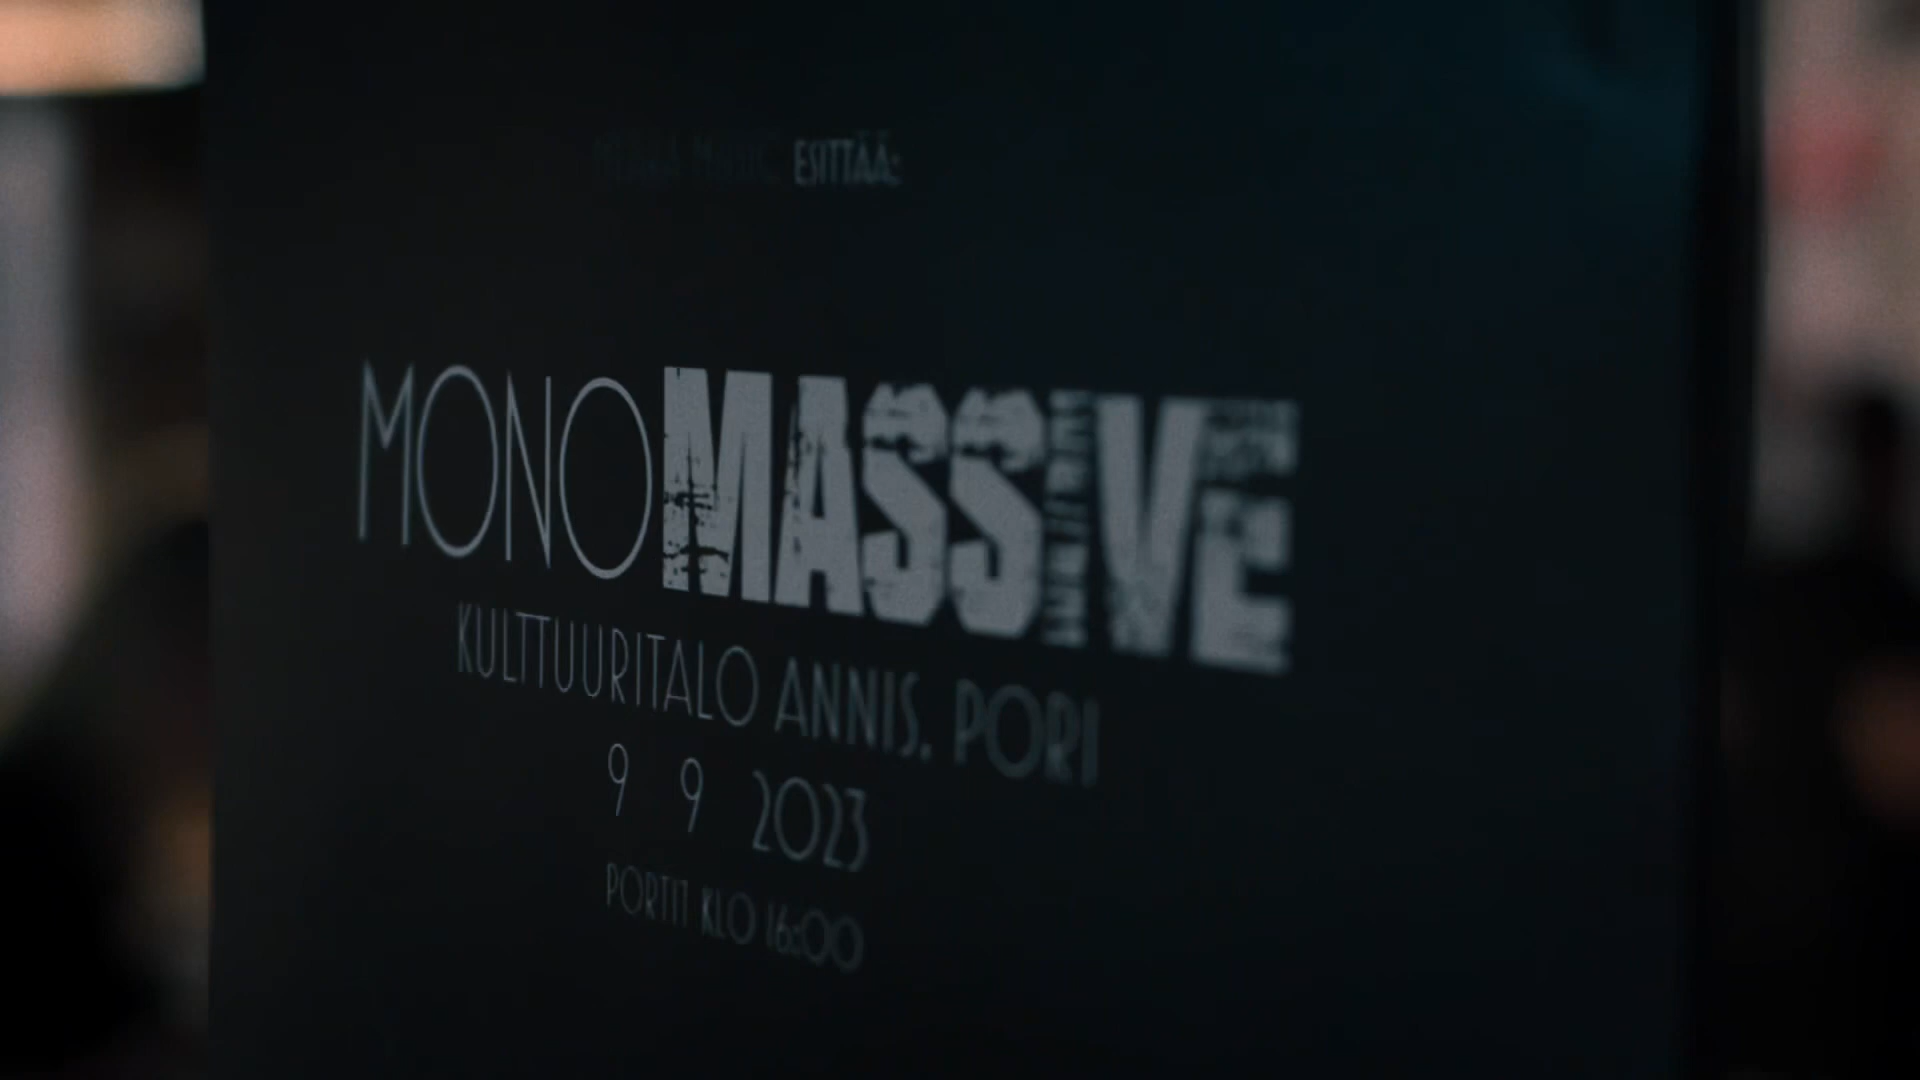 ESITTÄÄ:
MONOMASSIVE
KULTTUURITALO ANNIS, PORI
9 9 2023
PORTIT KLO 16:00